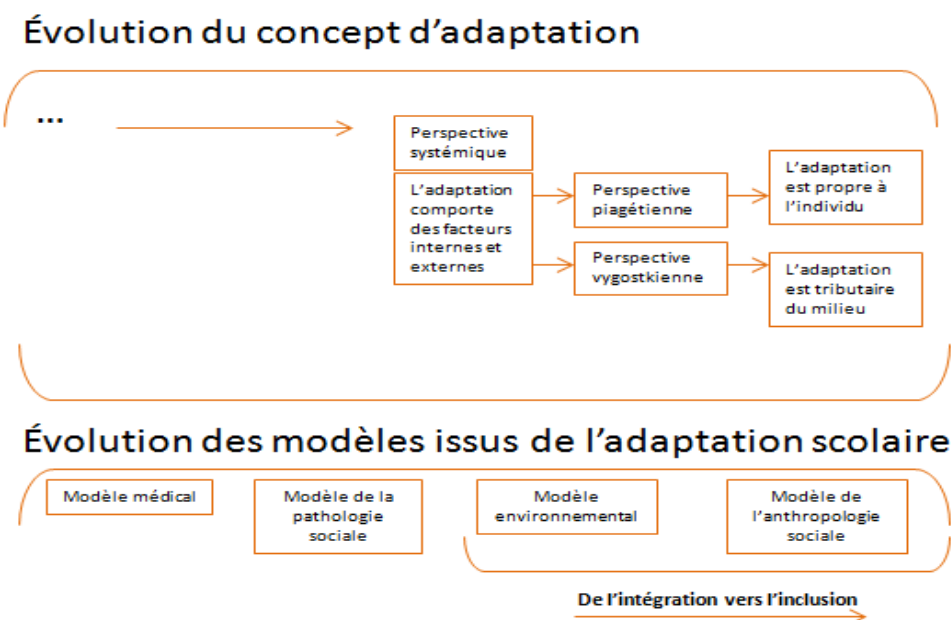 Évolution du concept d’adaptation
...
Perspective
systémique
L’adaptation
comporte
des facteurs
internes et
externes
Perspective
piagétienne
L’adaptation
est propre à
l’individu
Perspective
vygostkienne
L’adaptation
est tributaire
du milieu
Évolution des modèles issus de l’adaptation scolaire
Modèle médical
Modèle de la
pathologie
sociale
Modèle
environnemental
Modèle de
l’anthropologie
sociale
De l’intégration vers l’inclusion